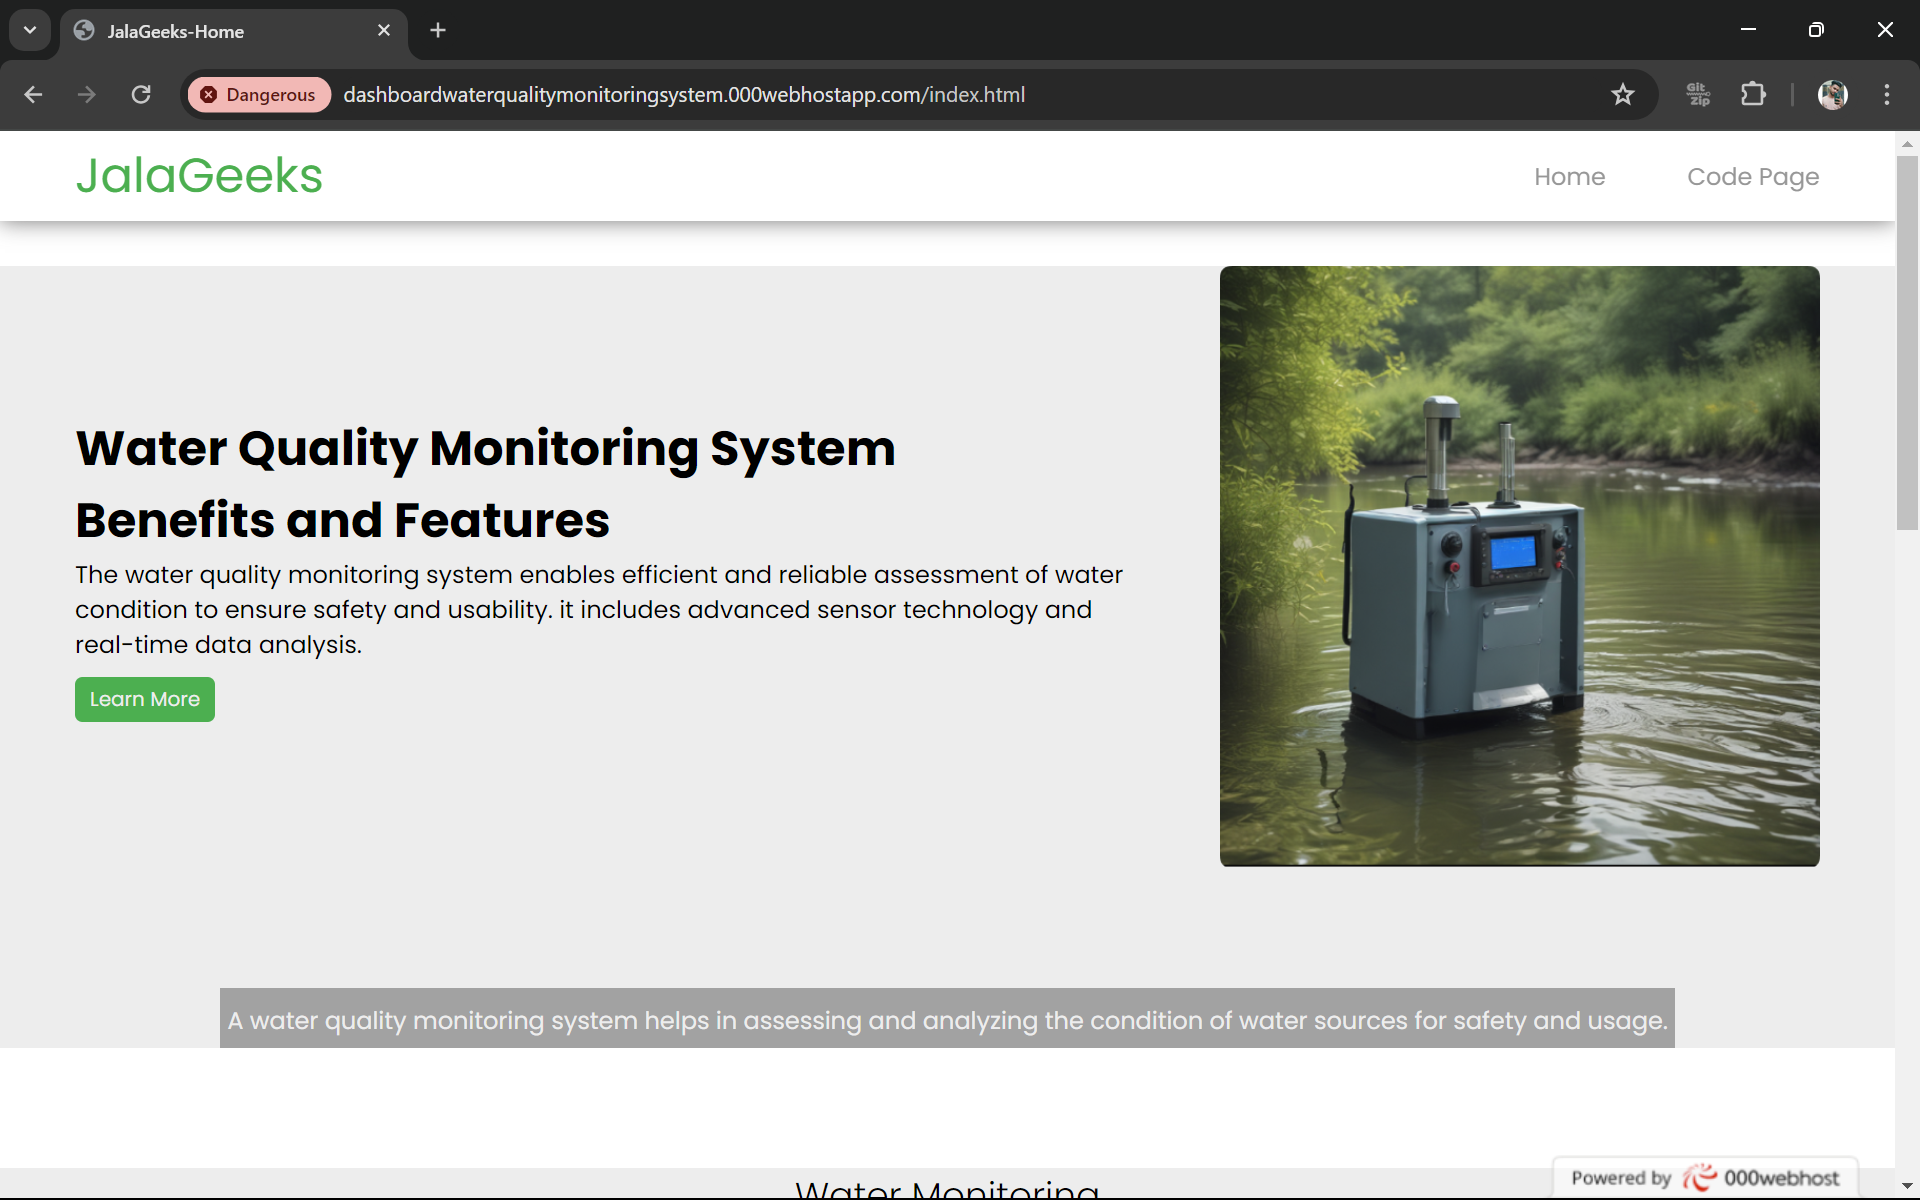 JalaGeeks-Home
Dangerous
dashboardwaterqualitymonitoringsystem.000webhostapp.com/index.html
Git
Zip
JalaGeeks
Home
Code Page
Water Quality Monitoring System
Benefits and Features
The water quality monitoring system enables efficient and reliable assessment of water
condition to ensure safety and usability. it includes advanced sensor technology and
real-time data analysis.
Learn More
A water quality monitoring system helps in assessing and analyzing the condition of water sources for safety and usage.
Water Monitoring
Powered by 000webhost